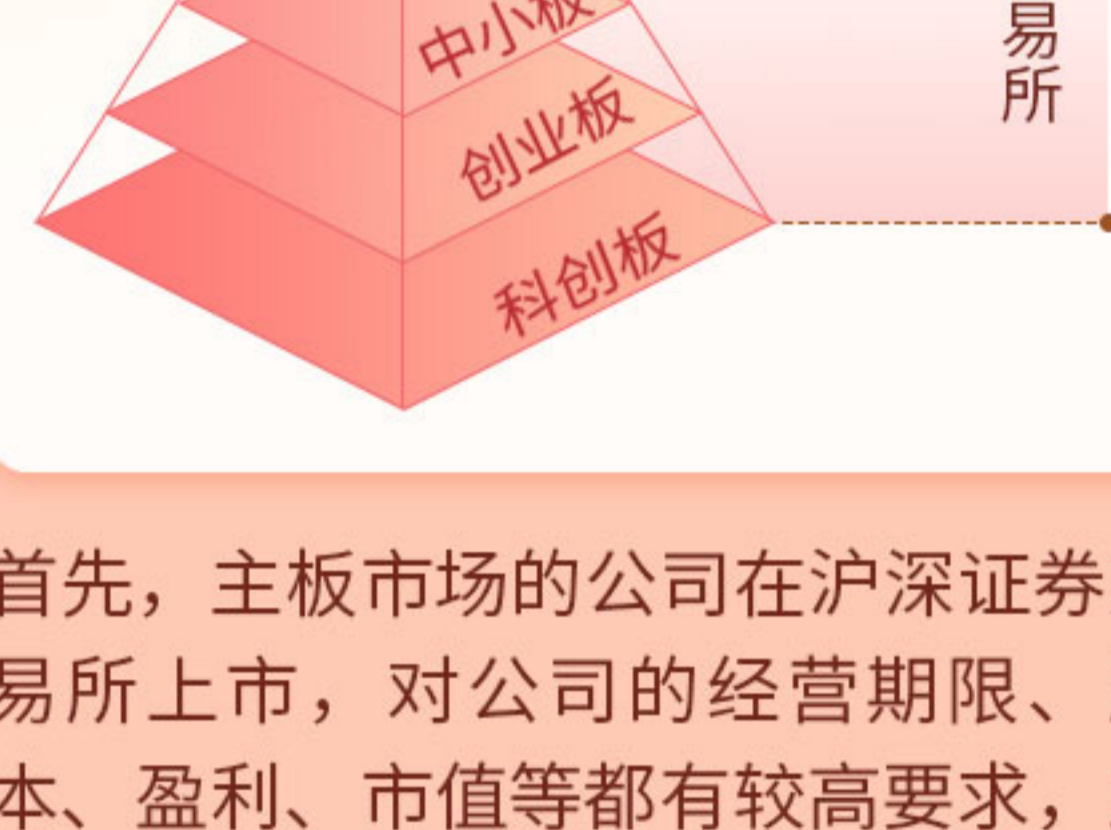 中小板
易所
创业板
科创板
首先，主板市场的公司在沪深证券
易所上市，对公司的经营期限、
本、盈利、市值等都有较高要求，